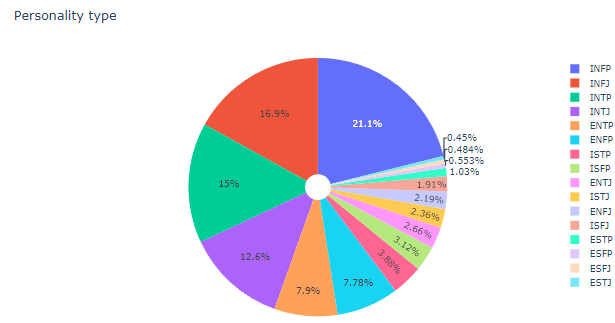 Personality type
21.1%
16.9%
15%
12.6%
7.9%
7.78%
3.88%
3.12%
2.66%
2.36%
2.19%
1.91%
1.03%
0.553%
0.484%
0.45%
INFP
INFJ
INTP
INTJ
ENTP
ENFP
ISTP
ISFP
ENTJ
ISTJ
ENFJ
ISFJ
ESTP
ESFP
ESFJ
ESTJ